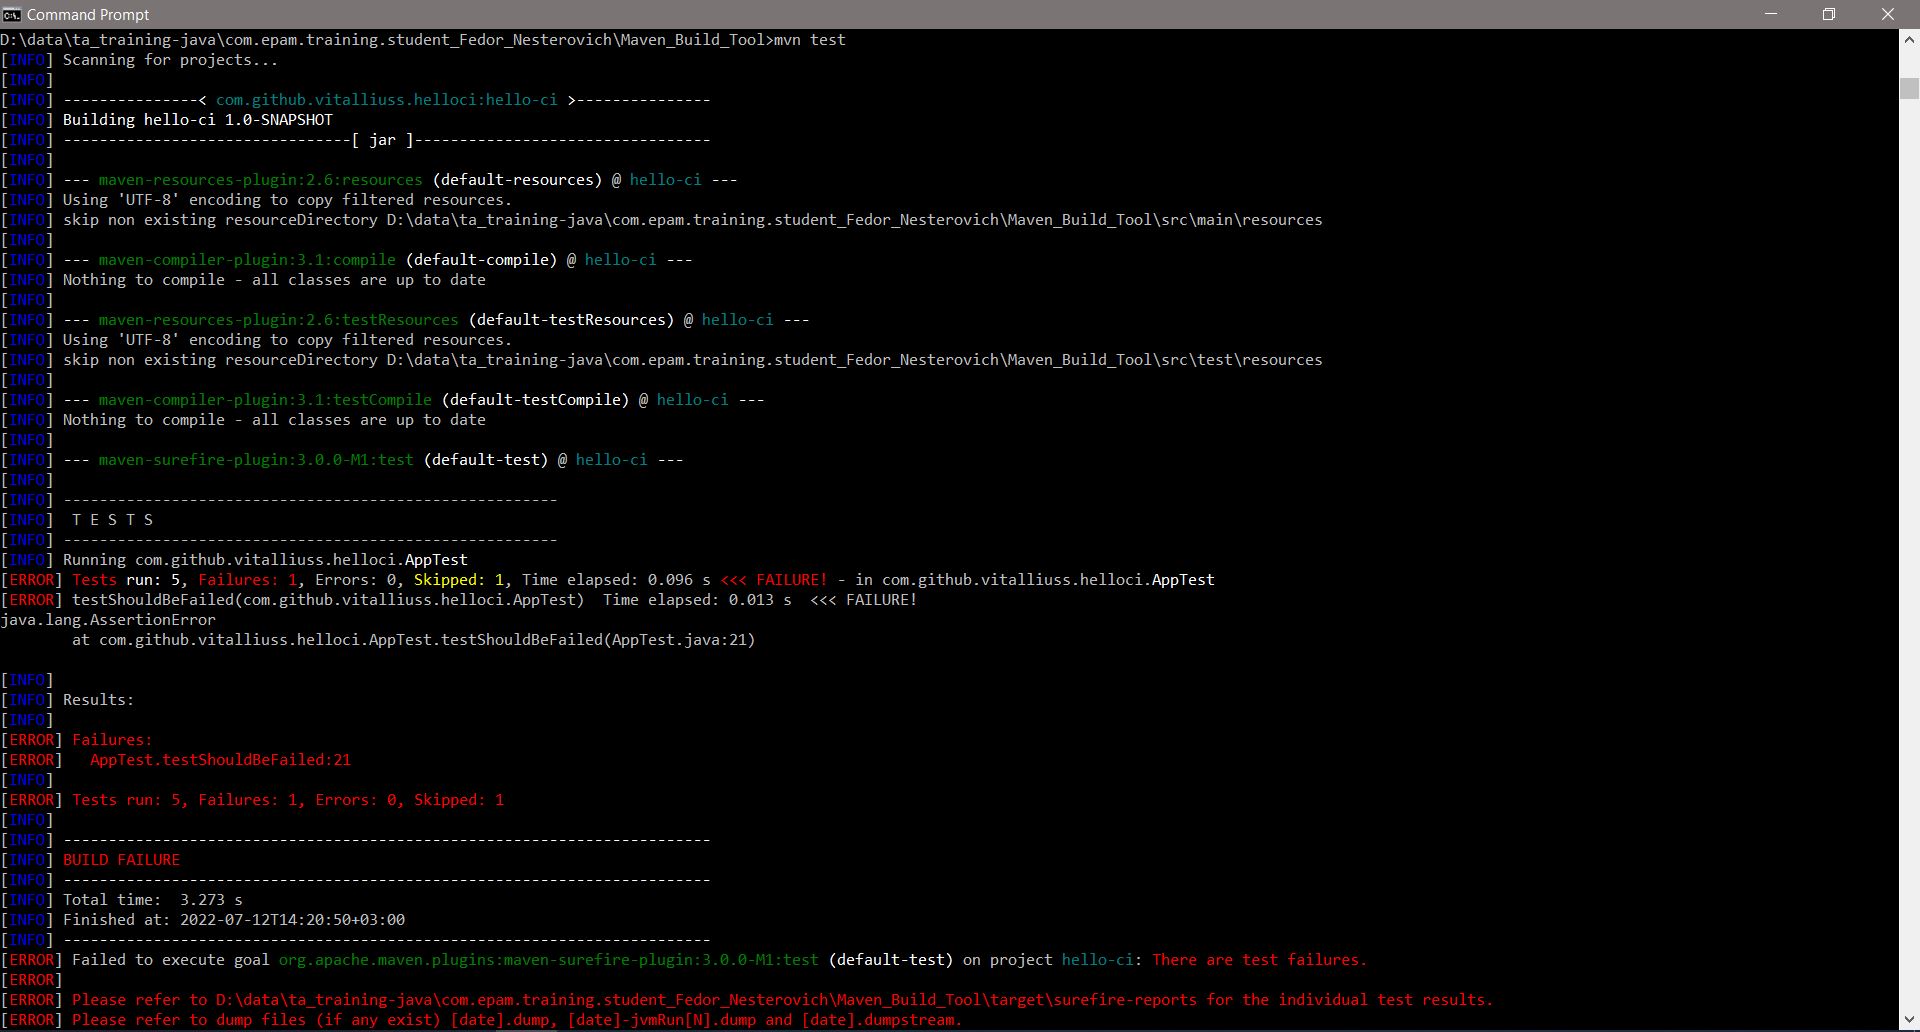 Command Prompt
D:\data\ta_training-java\com.epam.training.student_Fedor_Nesterovich\Maven_Build_Tool>mvn test
[INFO] Scanning for projects...
[INFO]
[INFO] ---------------< com.github.vitalliuss.helloci:hello-ci >---------------
[INFO] Building hello-ci 1.0-SNAPSHOT
[INFO] --------------------------------[ jar ]---------------------------------
[INFO]
[INFO] --- maven-resources-plugin:2.6:resources (default-resources) @ hello-ci ---
[INFO] Using 'UTF-8' encoding to copy filtered resources.
[INFO] skip non existing resourceDirectory D:\data\ta_training-java\com.epam.training.student_Fedor_Nesterovich\Maven_Build_Tool\src\main\resources
[INFO]
[INFO] --- maven-compiler-plugin:3.1:compile (default-compile) @ hello-ci ---
[INFO] Nothing to compile - all classes are up to date
[INFO]
[INFO] --- maven-resources-plugin:2.6:testResources (default-testResources) @ hello-ci ---
[INFO] Using 'UTF-8' encoding to copy filtered resources.
[INFO] skip non existing resourceDirectory D:\data\ta_training-java\com.epam.training.student_Fedor_Nesterovich\Maven_Build_Tool\src\test\resources
[INFO]
[INFO] --- maven-compiler-plugin:3.1:testCompile (default-testCompile) @ hello-ci ---
[INFO] Nothing to compile - all classes are up to date
[INFO]
[INFO] --- maven-surefire-plugin:3.0.0-M1:test (default-test) @ hello-ci ---
[INFO]
[INFO] -------------------------------------------------------
[INFO]  T E S T S
[INFO] -------------------------------------------------------
[INFO] Running com.github.vitalliuss.helloci.AppTest
[ERROR] Tests run: 5, Failures: 1, Errors: 0, Skipped: 1, Time elapsed: 0.096 s <<< FAILURE! - in com.github.vitalliuss.helloci.AppTest
[ERROR] testShouldBeFailed(com.github.vitalliuss.helloci.AppTest)  Time elapsed: 0.013 s  <<< FAILURE!
java.lang.AssertionError
        at com.github.vitalliuss.helloci.AppTest.testShouldBeFailed(AppTest.java:21)
[INFO]
[INFO] Results:
[INFO]
[ERROR] Failures:
[ERROR]   AppTest.testShouldBeFailed:21
[INFO]
[ERROR] Tests run: 5, Failures: 1, Errors: 0, Skipped: 1
[INFO]
[INFO] ------------------------------------------------------------------------
[INFO] BUILD FAILURE
[INFO] ------------------------------------------------------------------------
[INFO] Total time:  3.273 s
[INFO] Finished at: 2022-07-12T14:20:50+03:00
[INFO] ------------------------------------------------------------------------
[ERROR] Failed to execute goal org.apache.maven.plugins:maven-surefire-plugin:3.0.0-M1:test (default-test) on project hello-ci: There are test failures.
[ERROR]
[ERROR] Please refer to D:\data\ta_training-java\com.epam.training.student_Fedor_Nesterovich\Maven_Build_Tool\target\surefire-reports for the individual test results.
[ERROR] Please refer to dump files (if any exist) [date].dump, [date]-jvmRun[N].dump and [date].dumpstream.